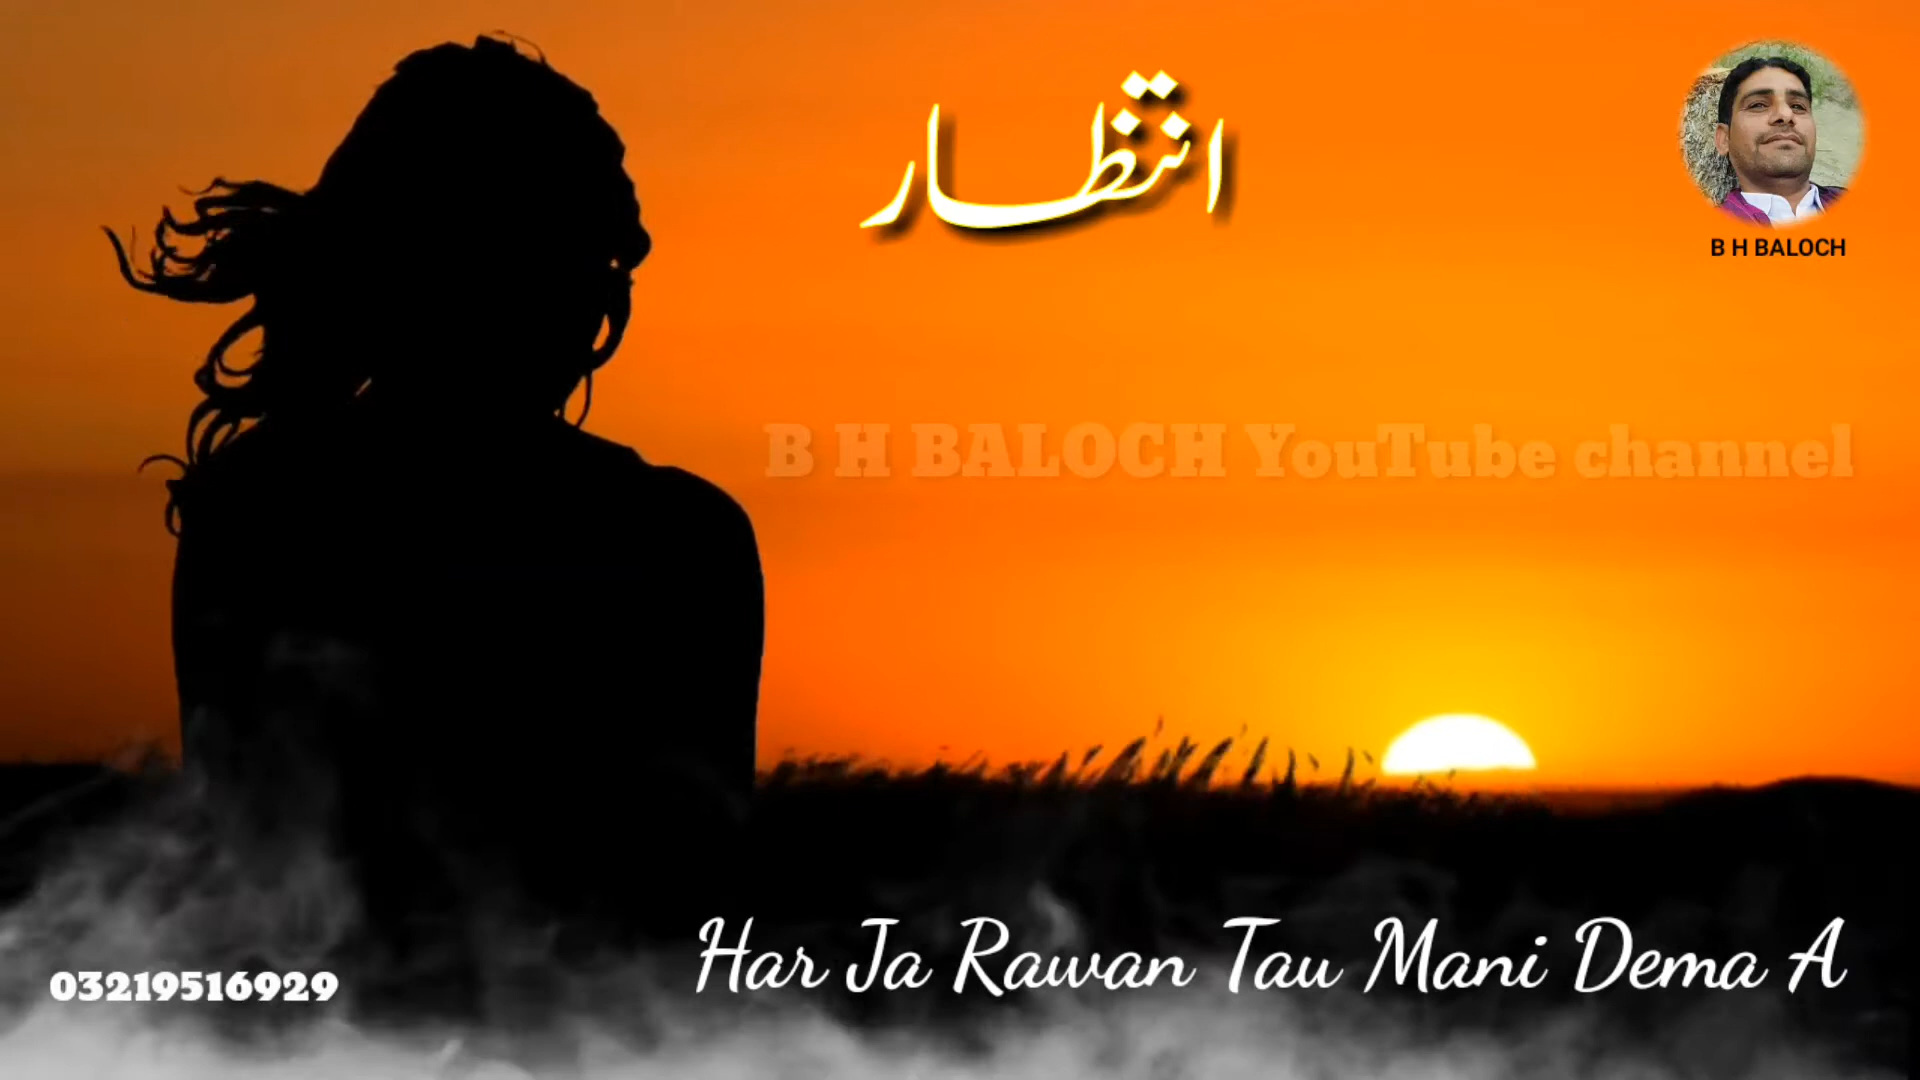 انتظار
B H BALOCH
B H BALOCH YouTube channel
Har Ja Rawan Tau Mani Dema A
03219516929